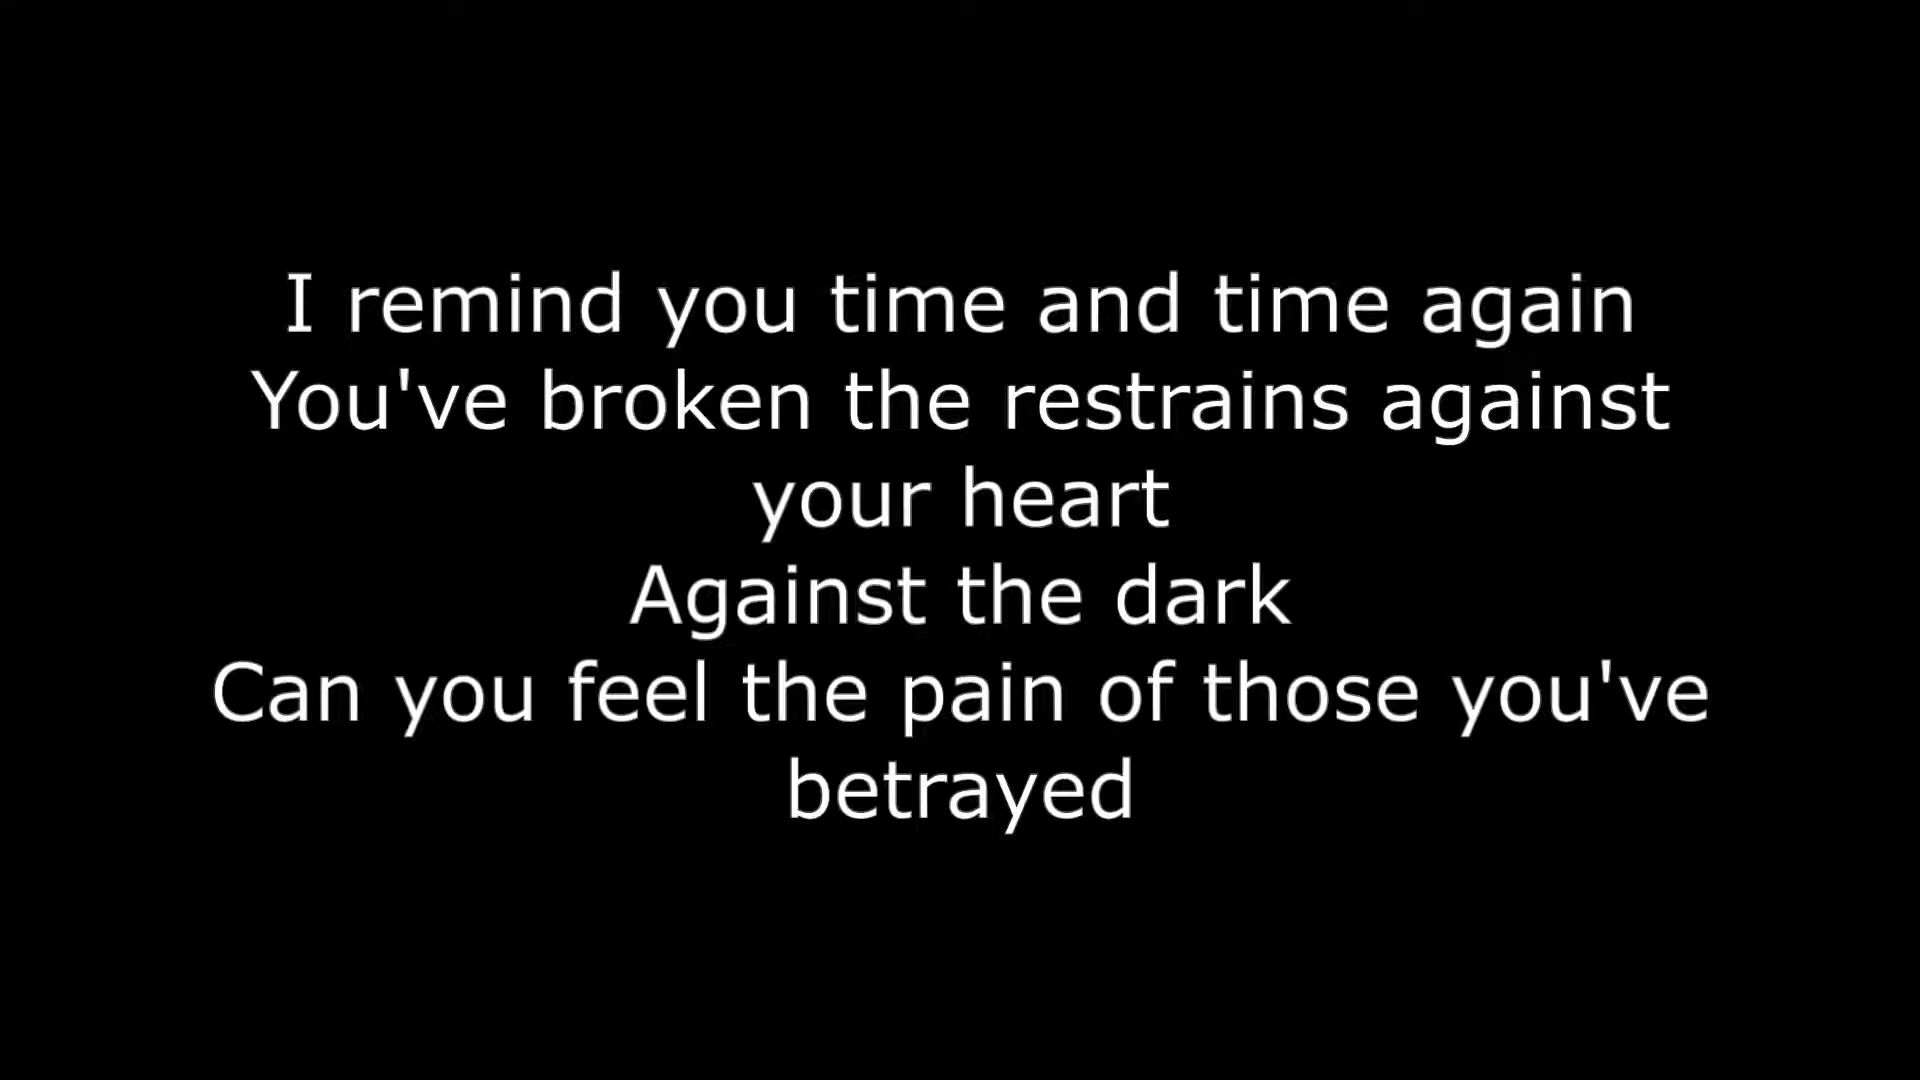 I remind you time and time again
You've broken the restrains against
your heart
Against the dark
Can you feel the pain of those you've
betrayed